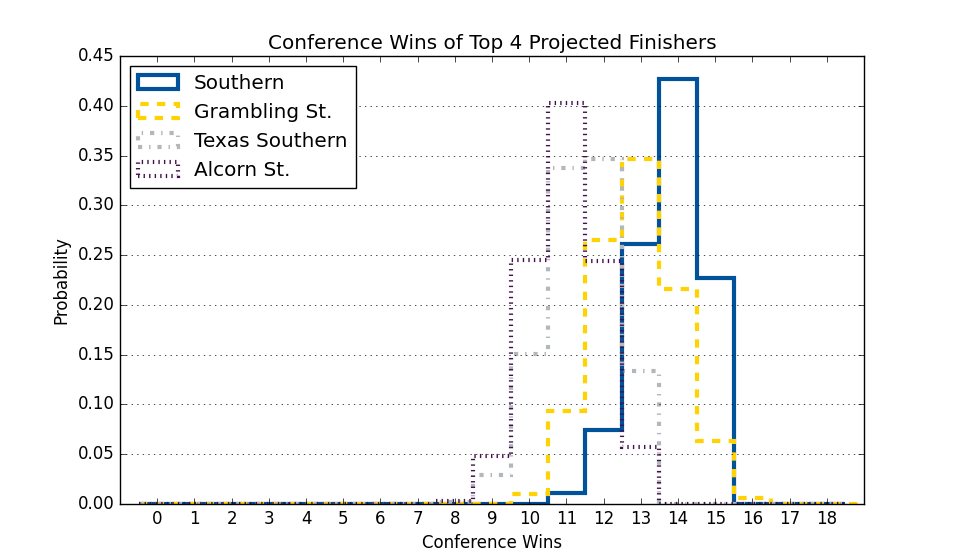 Conference Wins of Top 4 Projected Finishers
0.45
0.40
0.35
0.30
0.25
0.20
0.15
0.10
0.05
0.00
Probability
Southern
Grambling St.
Texas Southern
Alcorn St.
0 1 2 3 4 5 6 7 8 9 10 11 12 13 14 15 16 17 18
Conference Wins